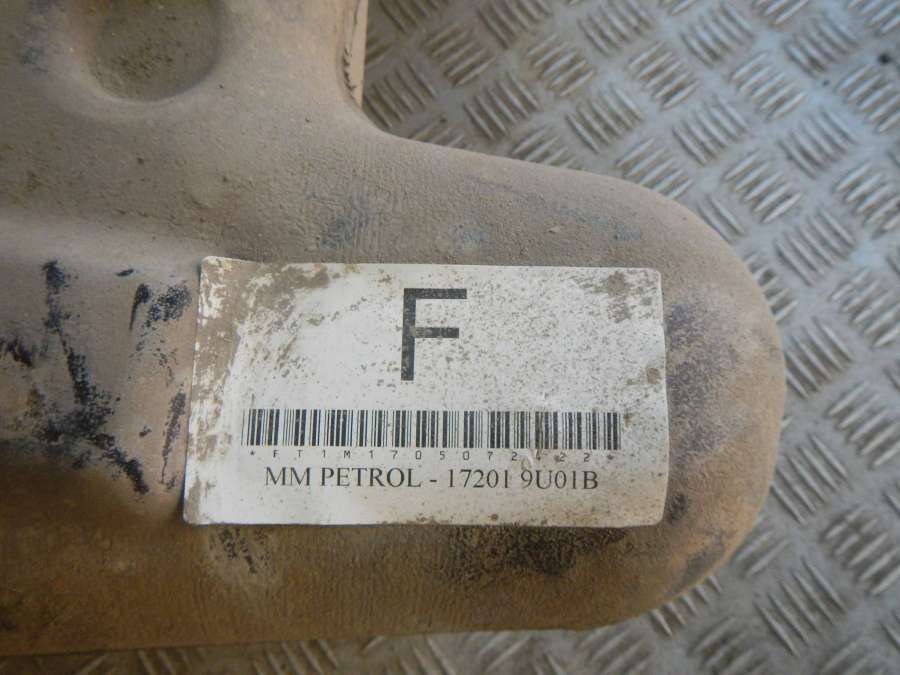 F
*FT1M1705072422*
MM PETROL - 17201 9U01B